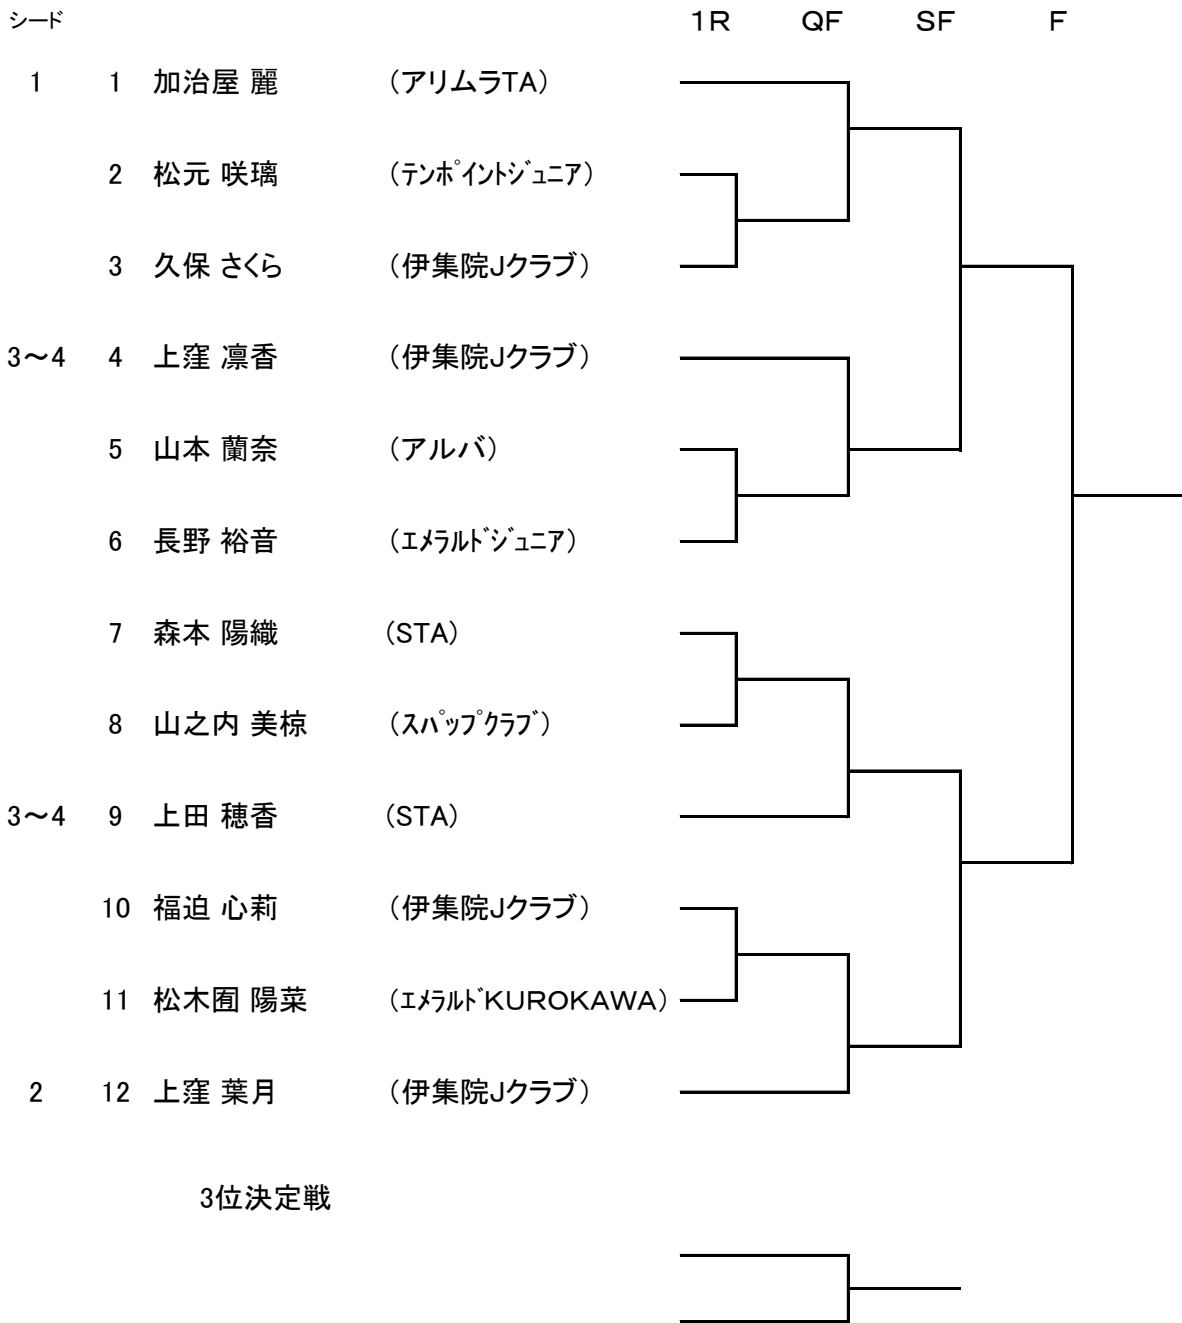 シード 1R QF SF F
1 1 加治屋 麗 (アリムラTA)
2 松元 咲璃 (ﾃﾝﾎﾟｲﾝﾄｼﾞｭﾆｱ)
3 久保 さくら (伊集院Jクラブ)
3～4 4 上窪 凛香 (伊集院Jクラブ)
5 山本 蘭奈 (アルバ)
6 長野 裕音 (ｴﾒﾗﾙﾄﾞｼﾞｭﾆｱ)
7 森本 陽織 (STA)
8 山之内 美椋 (ｽﾊﾟｯﾌﾟｸﾗﾌﾞ)
3～4 9 上田 穂香 (STA)
10 福迫 心莉 (伊集院Jクラブ)
11 松木囿 陽菜 (ｴﾒﾗﾙﾄﾞKUROKAWA)
2 12 上窪 葉月 (伊集院Jクラブ)
3位決定戦